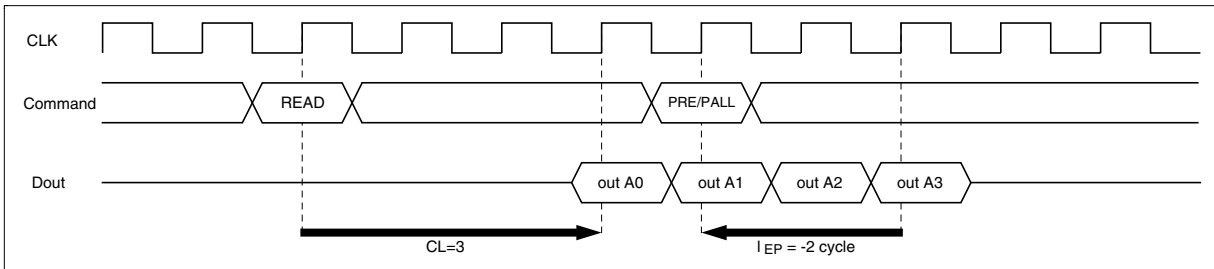 CLK
Command
READ
PRE/PALL
Dout
out A0
out A1
out A2
out A3
CL=3
l EP = -2 cycle